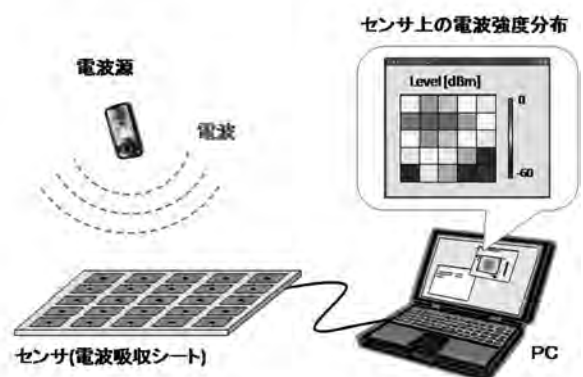 センサ上の電波強度分布
電波源
Level [dBm]
0
電波
-60
センサ(電波吸収シート)
PC